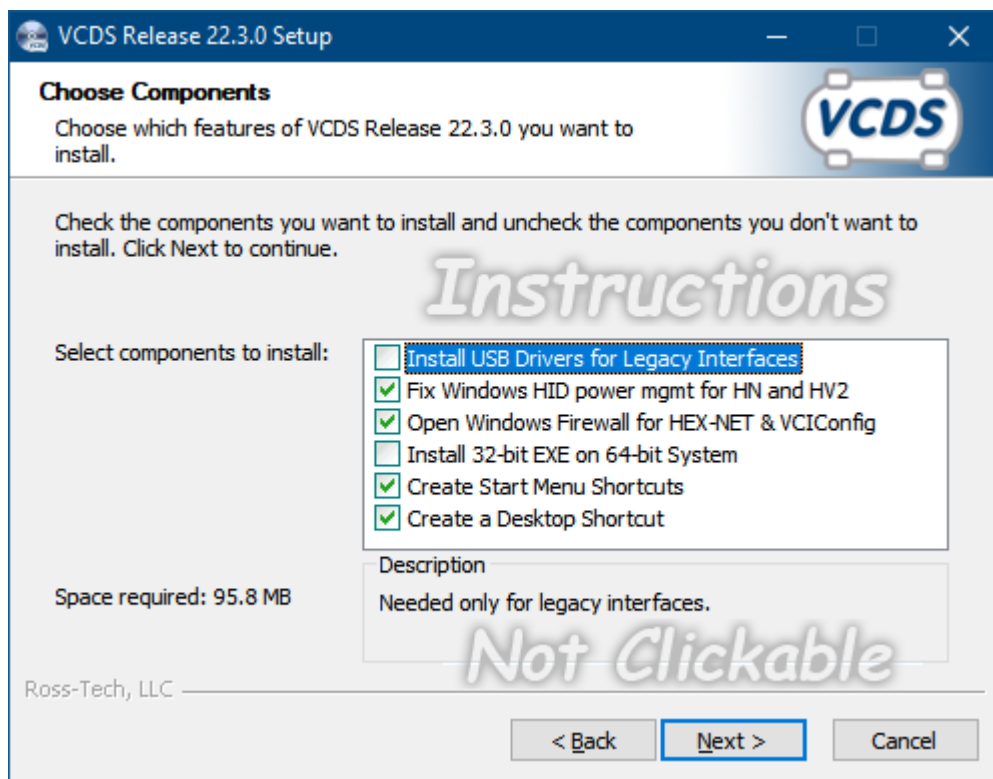 VCDS Release 22.3.0 Setup
Choose Components
Choose which features of VCDS Release 22.3.0 you want to
install.
VCDS
Check the components you want to install and uncheck the components you don't want to
install. Click Next to continue.
Instructions
Select components to install:
Install USB Drivers for Legacy Interfaces
Fix Windows HID power mgmt for HN and HV2
Open Windows Firewall for HEX-NET & VCIConfig
Install 32-bit EXE on 64-bit System
Create Start Menu Shortcuts
Create a Desktop Shortcut
Space required: 95.8 MB
Description
Needed only for legacy interfaces.
Not Clickable
Ross-Tech, LLC
< Back
Next >
Cancel